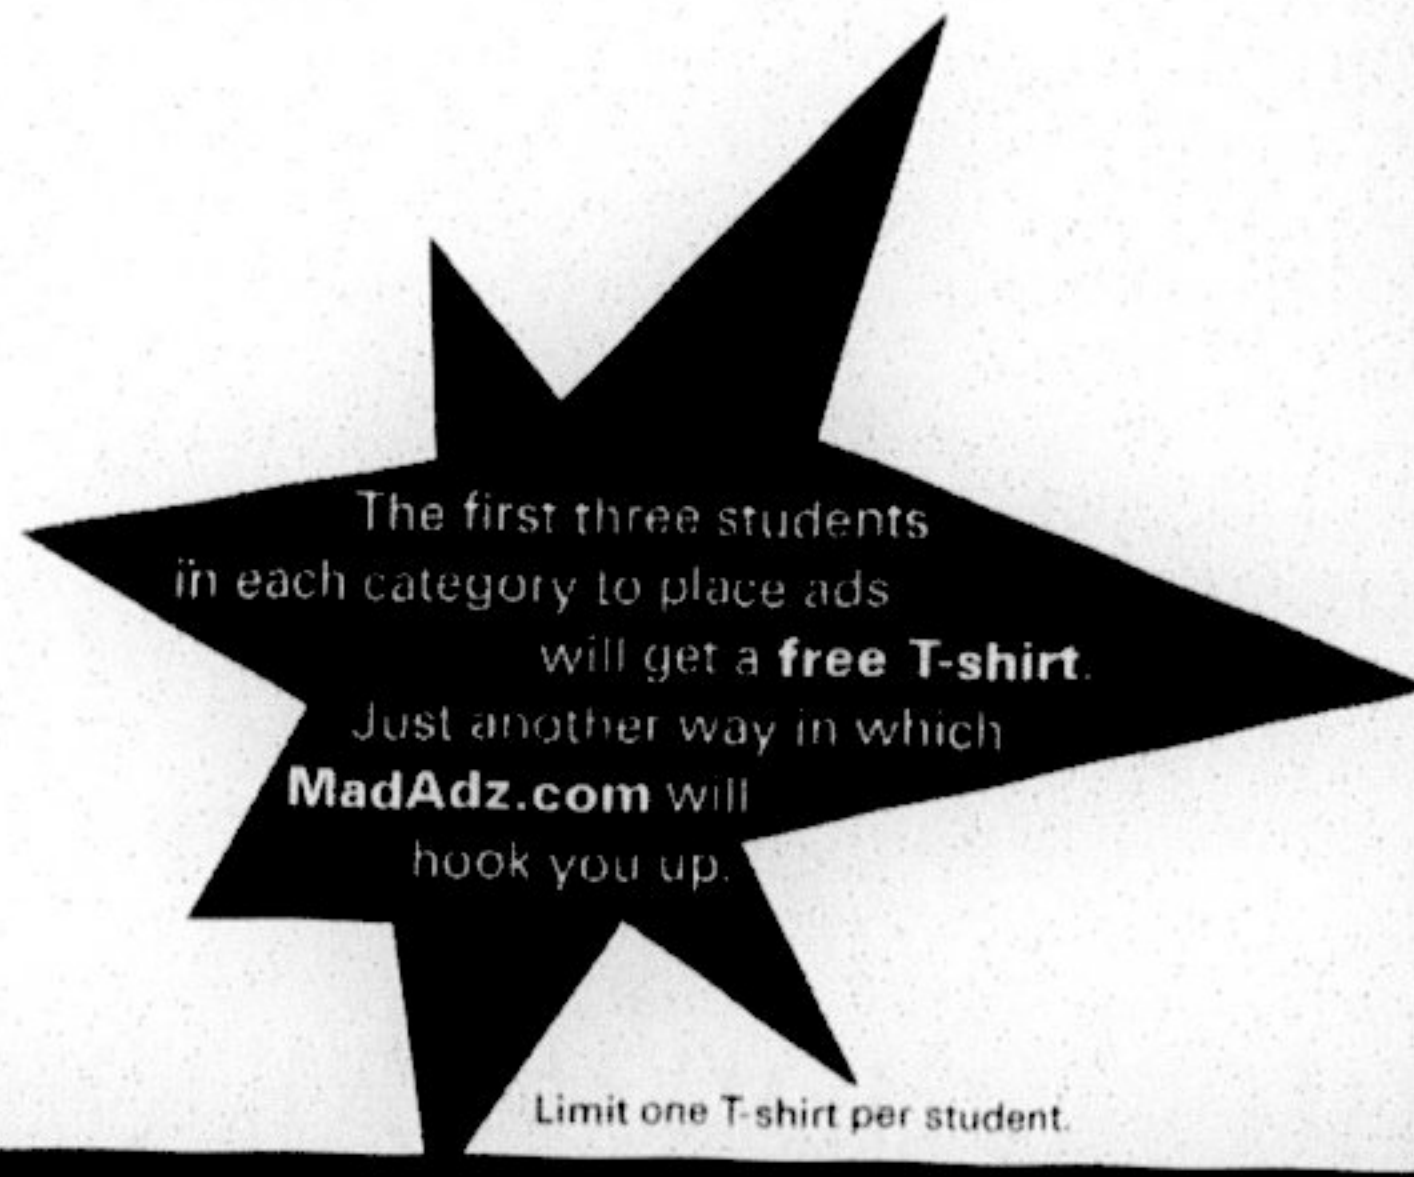 The first three students
in each category to place ads
will get a free T-shirt.
Just another way in which
MadAdz.com will
hook you up.
Limit one T-shirt per student.